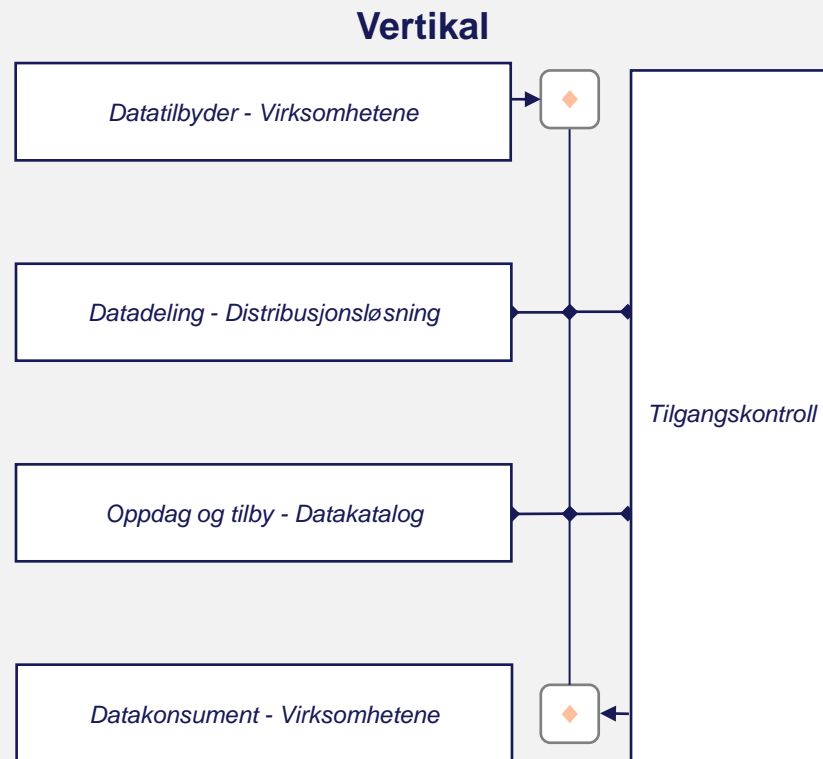 Vertikal
Datatilbyder - Virksomhetene
Datadeling - Distribusjonsløsning
Tilgangskontroll
Oppdag og tilby - Datakatalog
Datakonsument - Virksomhetene